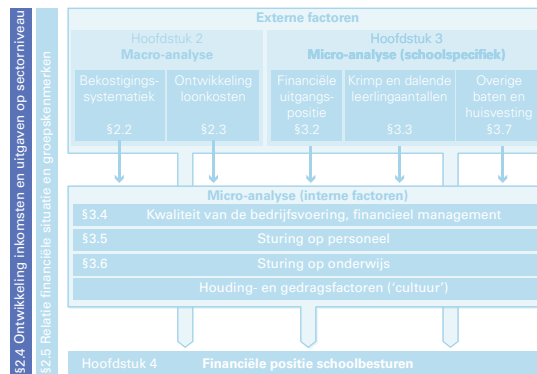 §2.4 Ontwikkeling inkomsten en uitgaven op sectorniveau
§2.5 Relatie financiële situatie en groepskenmerken
Externe factoren
Hoofdstuk 2
Macro-analyse
Bekostigings-
systematiek
§2.2
Ontwikkeling
loonkosten
§2.3
Hoofdstuk 3
Micro-analyse (schoolspecifiek)
Financiële
uitgangs-
positie
§3.2
Krimp en dalende
leerlingaantallen
§3.3
Overige
baten en
huisvesting
§3.7
Micro-analyse (interne factoren)
§3.4 Kwaliteit van de bedrijfsvoering, financieel management
§3.5 Sturing op personeel
§3.6 Sturing op onderwijs
Houding- en gedragsfactoren (‘cultuur’)
Hoofdstuk 4 Financiële positie schoolbesturen